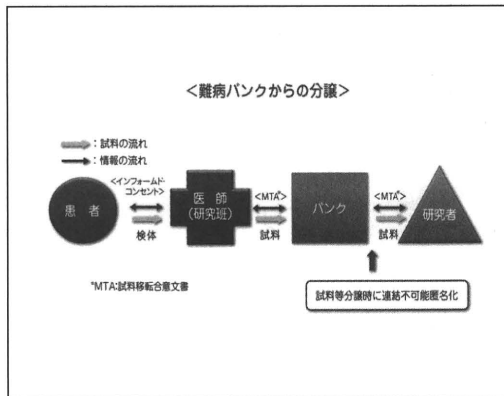 ＜難病バンクからの分譲＞
：試料の流れ
：情報の流れ
<インフォームド・
コンセント>
患者
検体
医師
(研究班)
<MTA*>
試料
バンク
<MTA*>
試料
研究者
*MTA:試料移転合意文書
試料等分譲時に連結不可能匿名化